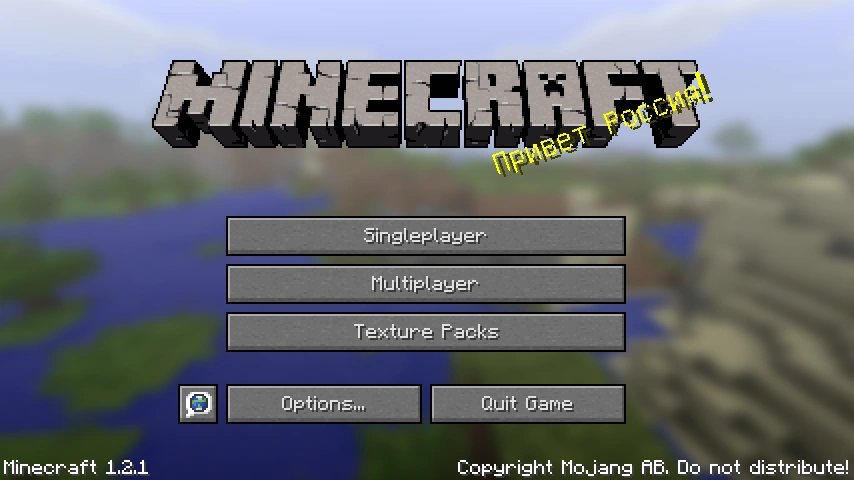 MINECRAFT
Привет Россия!
Singleplayer
Multiplayer
Texture Packs
Options...
Quit Game
Minecraft 1.2.1
Copyright Mojang AB. Do not distribute!